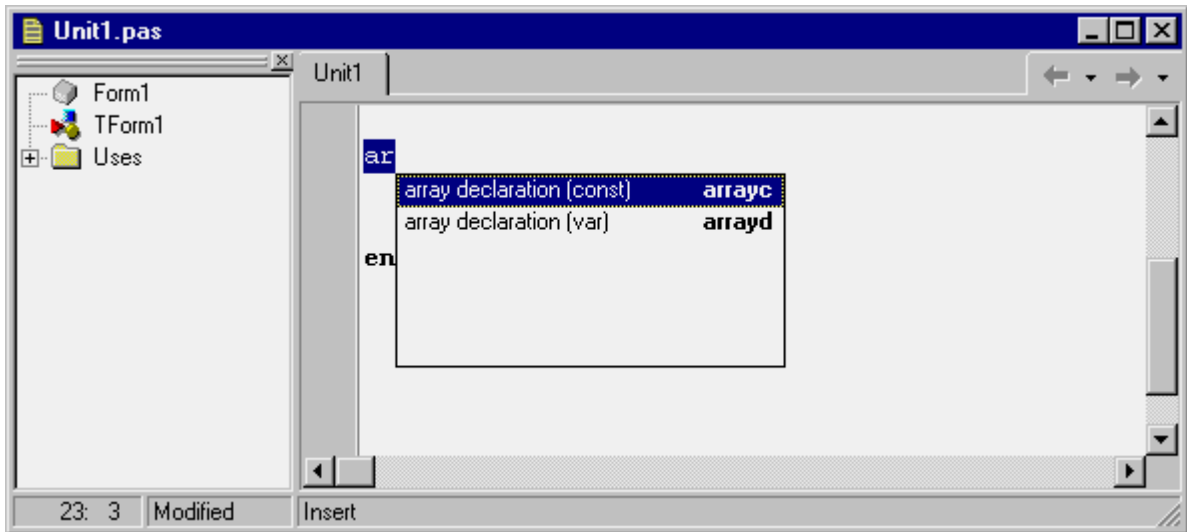 Unit1.pas
Form1
TForm1
Uses
Unit1
ar
array declaration (const) arrayc
array declaration (var) arrayd
en
23: 3 Modified Insert